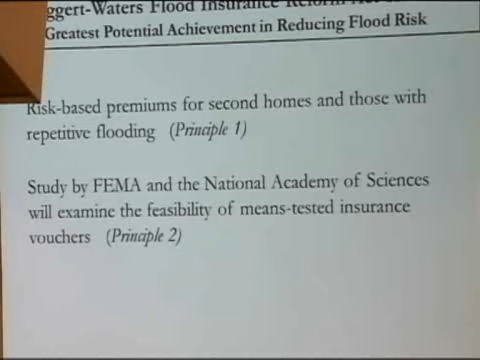 ggert-Waters Flood Insurance Reform Act
Greatest Potential Achievement in Reducing Flood Risk
Risk-based premiums for second homes and those with
repetitive flooding (Principle 1)
Study by FEMA and the National Academy of Sciences
will examine the feasibility of means-tested insurance
vouchers (Principle 2)